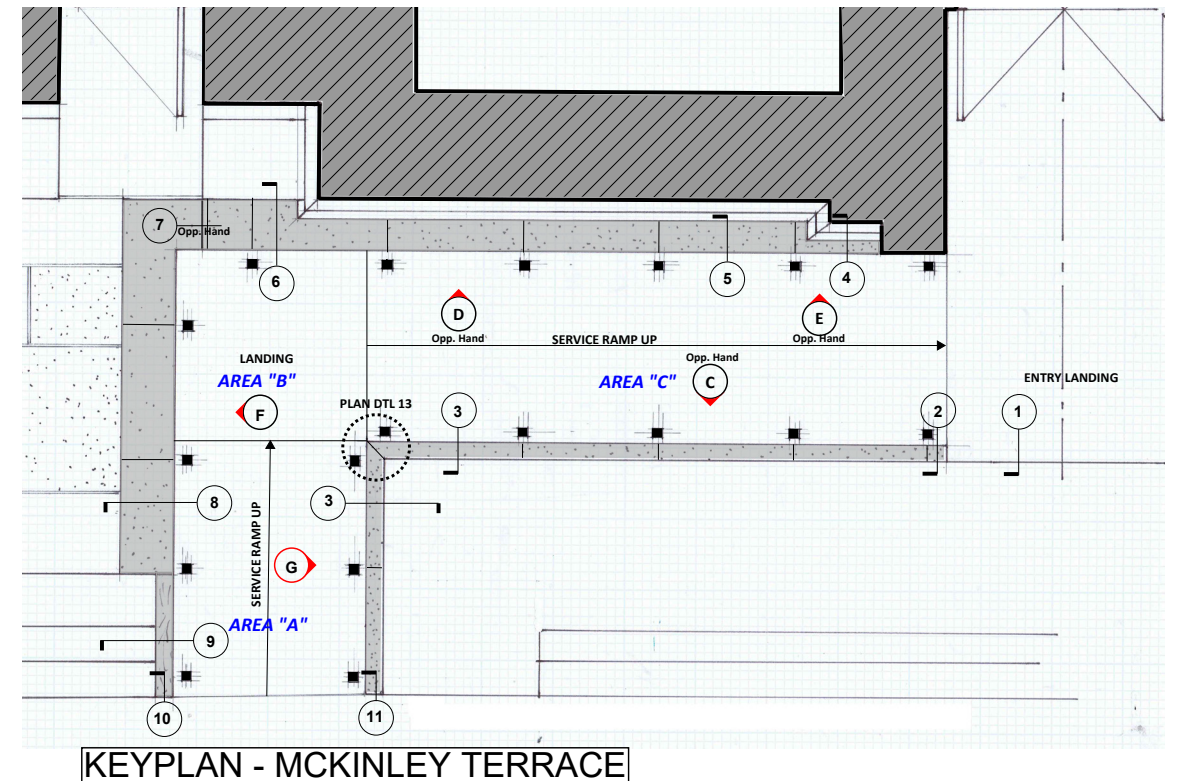 7
Opp. Hand
6
5
4
D
Opp. Hand
E
Opp. Hand
SERVICE RAMP UP
Opp. Hand
C
LANDING
AREA "B"
AREA "C"
ENTRY LANDING
F
PLAN DTL 13
3
2
1
8
3
SERVICE RAMP UP
G
AREA "A"
9
10
11
KEYPLAN - MCKINLEY TERRACE